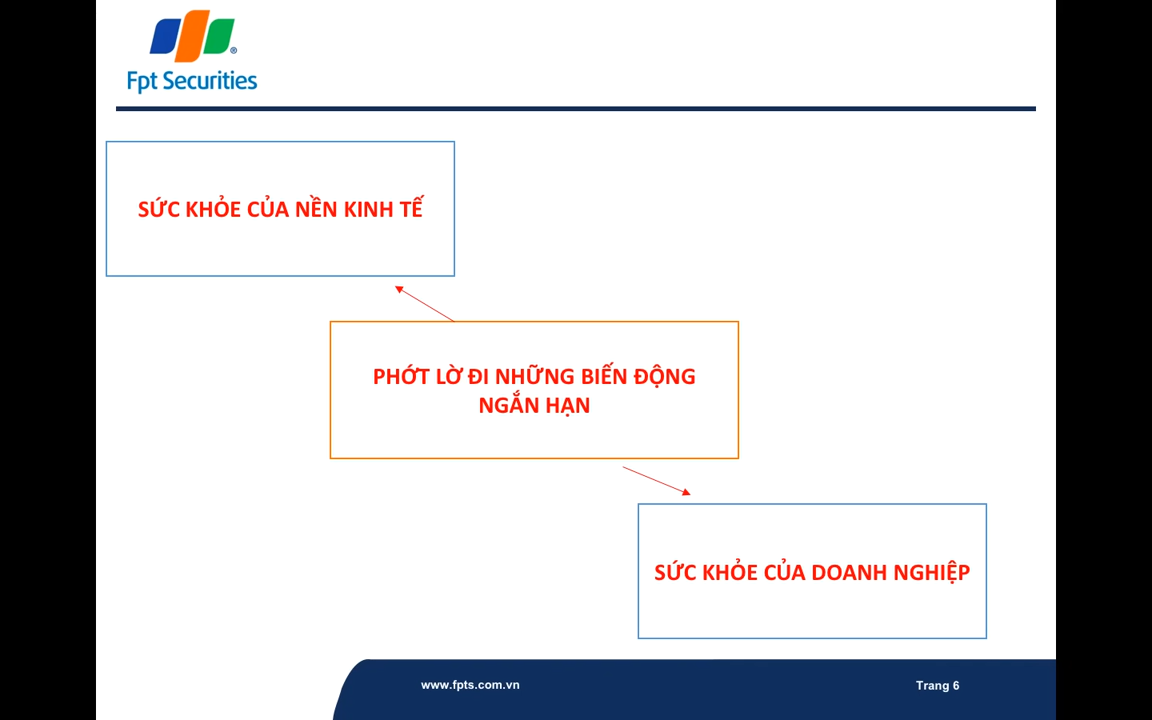 Fpt Securities
SỨC KHỎE CỦA NỀN KINH TẾ
PHỚT LỜ ĐI NHỮNG BIẾN ĐỘNG
NGẮN HẠN
SỨC KHỎE CỦA DOANH NGHIỆP
www.fpts.com.vn
Trang 6